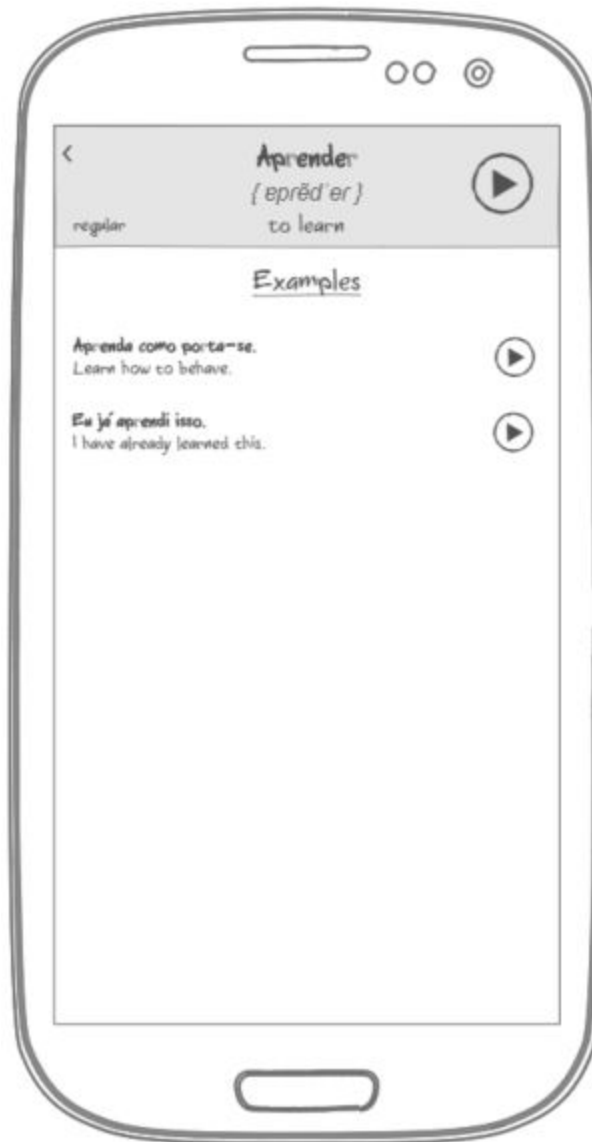 Aprender
{ ɐprẽd'er }
regular
to learn
Examples
Aprenda como porta-se.
Learn how to behave.
Eu já aprendi isso.
I have already learned this.